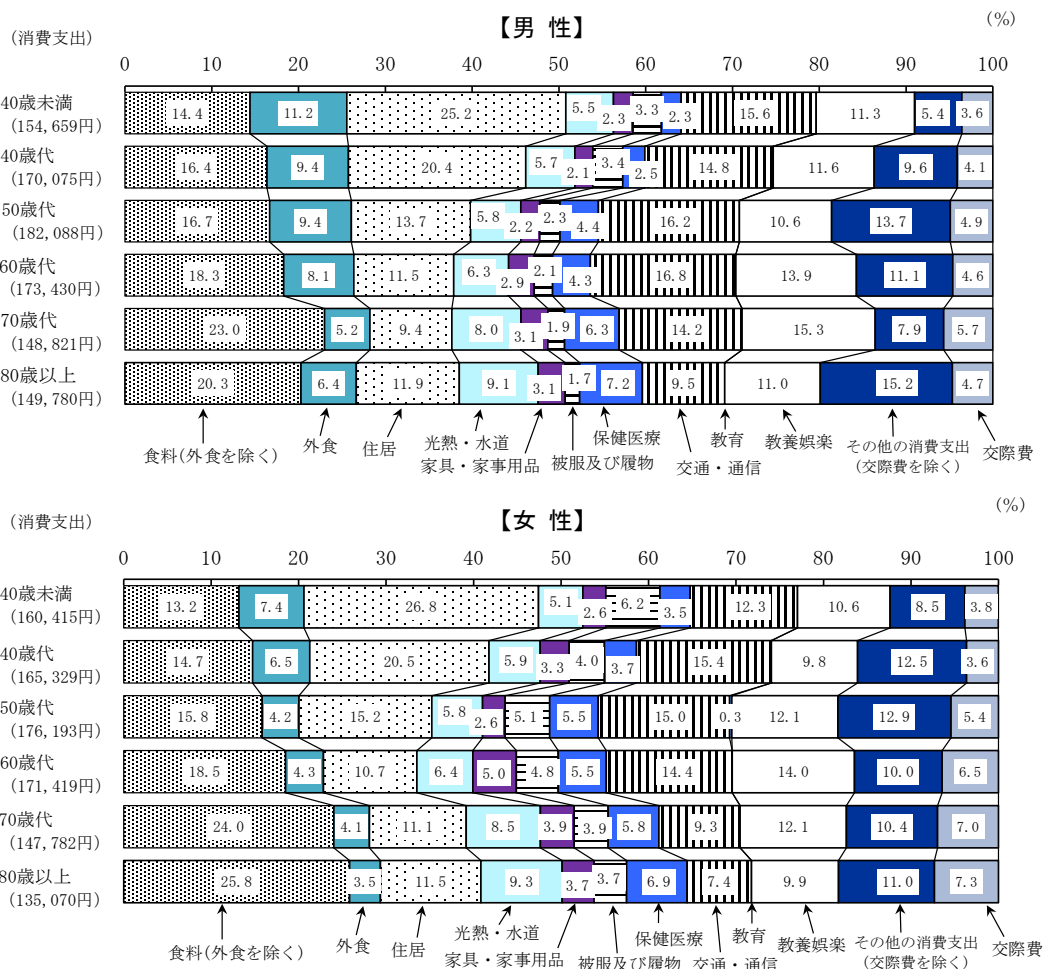 【男 性】
(%)
(消費支出)
0 10 20 30 40 50 60 70 80 90 100
40歳未満
(154,659円)
14.4 11.2 25.2 5.5 2.3 3.3 2.3 15.6 11.3 5.4 3.6
40歳代
(170,075円)
16.4 9.4 20.4 5.7 2.1 3.4 2.5 14.8 11.6 9.6 4.1
50歳代
(182,088円)
16.7 9.4 13.7 5.8 2.2 2.3 4.4 16.2 10.6 13.7 4.9
60歳代
(173,430円)
18.3 8.1 11.5 6.3 2.9 2.1 4.3 16.8 13.9 11.1 4.6
70歳代
(148,821円)
23.0 5.2 9.4 8.0 3.1 1.9 6.3 14.2 15.3 7.9 5.7
80歳以上
(149,780円)
20.3 6.4 11.9 9.1 3.1 1.7 7.2 9.5 11.0 15.2 4.7
食料(外食を除く)
外食
住居
光熱・水道
家具・家事用品
被服及び履物
保健医療
交通・通信
教育
教養娯楽
その他の消費支出
(交際費を除く)
交際費
【女 性】
(%)
(消費支出)
0 10 20 30 40 50 60 70 80 90 100
40歳未満
(160,415円)
13.2 7.4 26.8 5.1 2.6 6.2 3.5 12.3 10.6 8.5 3.8
40歳代
(165,329円)
14.7 6.5 20.5 5.9 3.3 4.0 3.7 15.4 9.8 12.5 3.6
50歳代
(176,193円)
15.8 4.2 15.2 5.8 2.6 5.1 5.5 15.0 0.3 12.1 12.9 5.4
60歳代
(171,419円)
18.5 4.3 10.7 6.4 5.0 4.8 5.5 14.4 14.0 10.0 6.5
70歳代
(147,782円)
24.0 4.1 11.1 8.5 3.9 3.9 5.8 9.3 12.1 10.4 7.0
80歳以上
(135,070円)
25.8 3.5 11.5 9.3 3.7 3.7 6.9 7.4 9.9 11.0 7.3
食料(外食を除く)
外食
住居
光熱・水道
家具・家事用品
被服及び履物
保健医療
交通・通信
教育
教養娯楽
その他の消費支出
(交際費を除く)
交際費